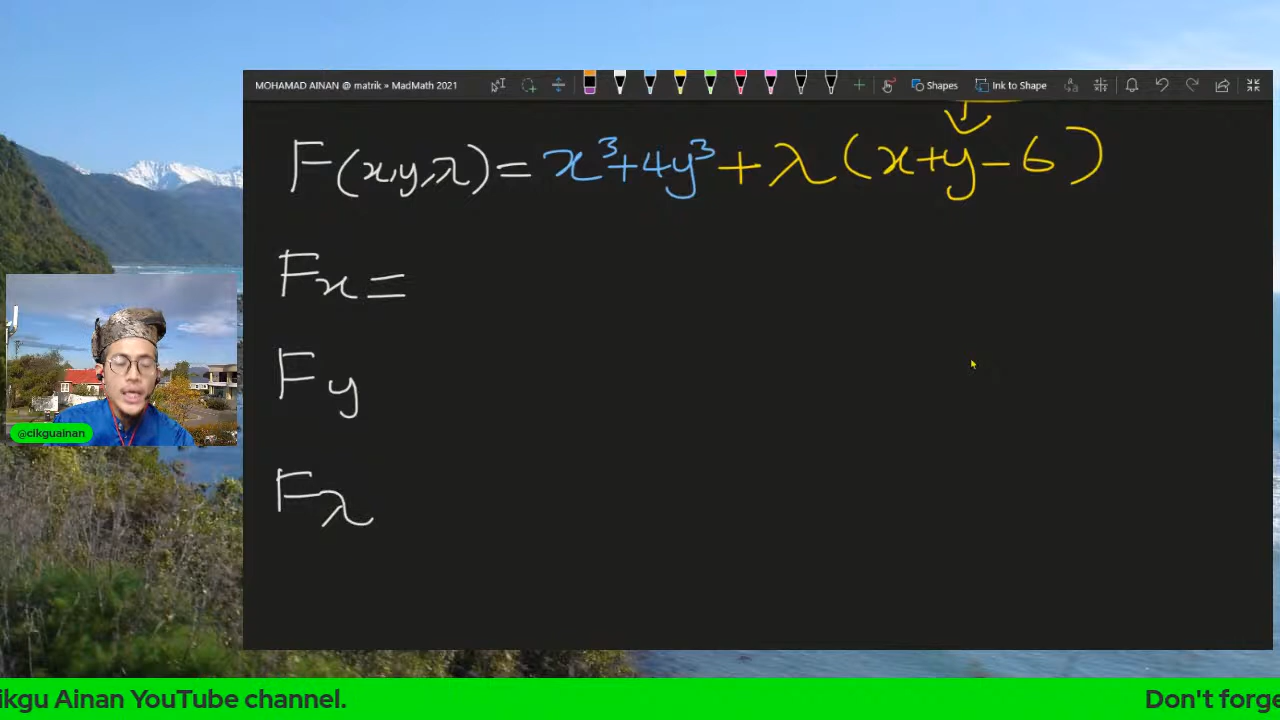 MOHAMAD AINAN @ matrik » MadMath 2021
Shapes
Ink to Shape
F(x,y,λ) = x³+4y³ + λ(x+y-6)
Fx =
Fy
Fλ
@cikguainan
ikgu Ainan YouTube channel.
Don't forge